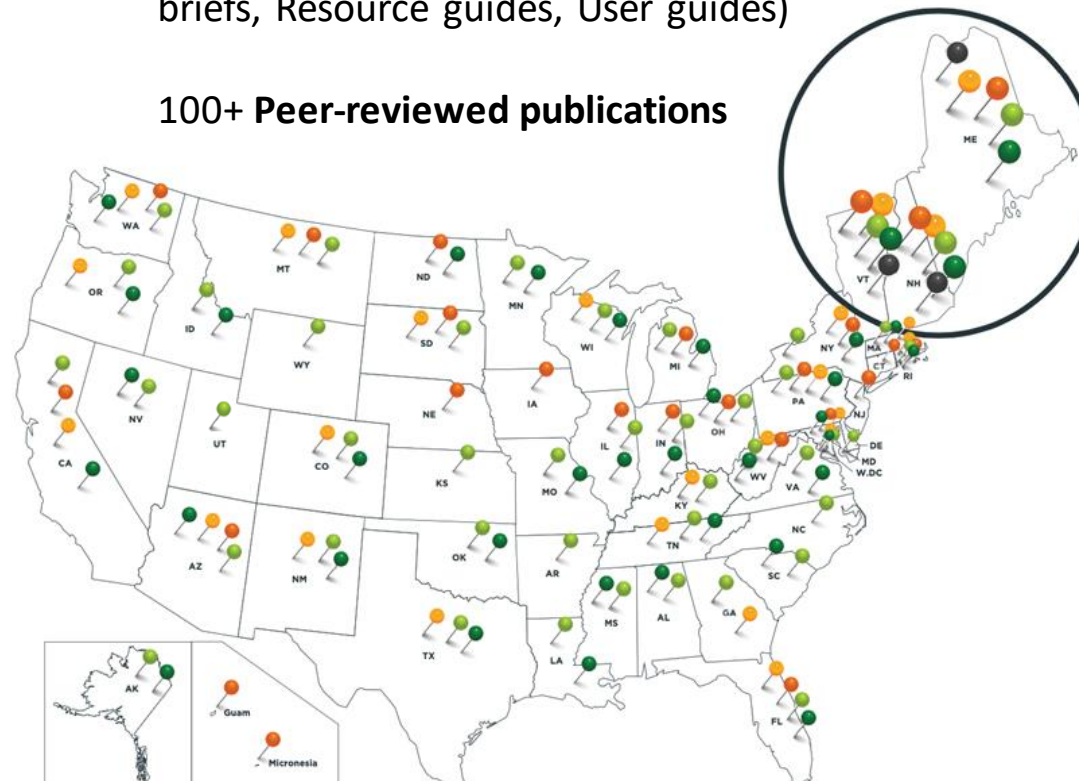 briefs, Resource guides, User guides)
100+ Peer-reviewed publications
ME
VT
NH
WA
MT
ND
MN
OR
ID
SD
WI
MI
NY
MA
CT
RI
WY
NE
IA
PA
NJ
NV
UT
CO
IL
IN
OH
CA
KS
MO
WV
VA
DE
MD
W.DC
KY
NC
AZ
NM
OK
AR
TN
SC
TX
MS
AL
GA
LA
FL
AK
Guam
Micronesia